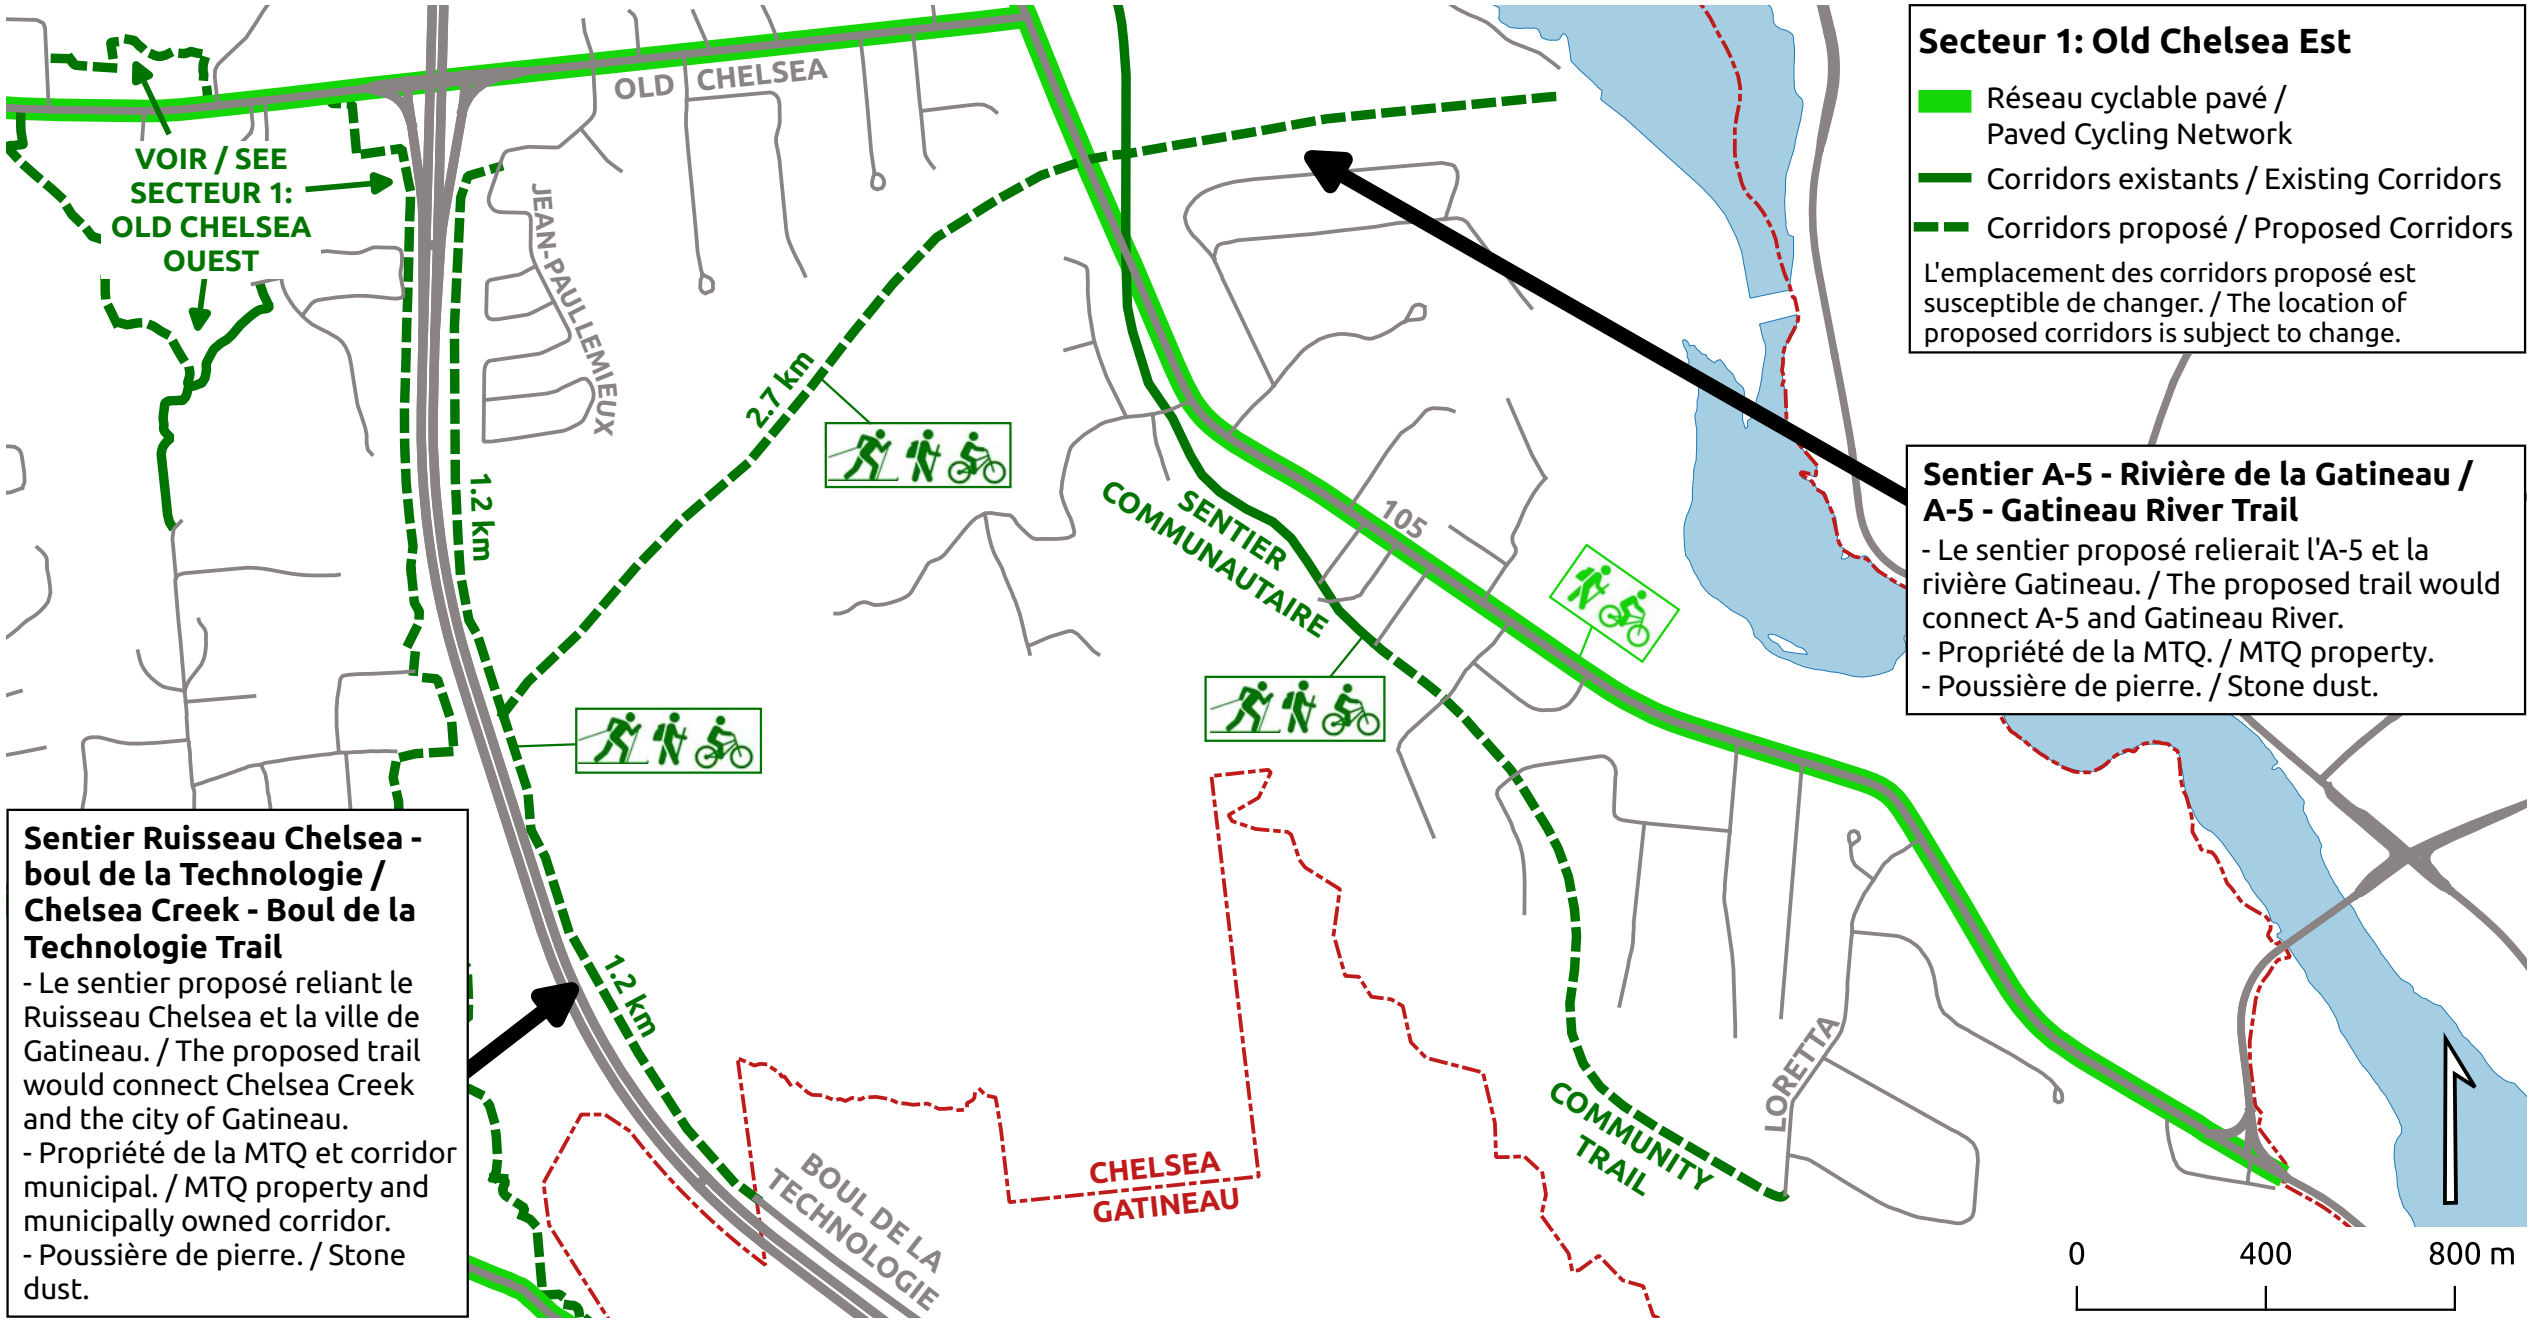 Secteur 1: Old Chelsea Est
Réseau cyclable pavé /
Paved Cycling Network
Corridors existants / Existing Corridors
Corridors proposé / Proposed Corridors
L'emplacement des corridors proposé est
susceptible de changer. / The location of
proposed corridors is subject to change.
OLD CHELSEA
VOIR / SEE
SECTEUR 1:
OLD CHELSEA
OUEST
JEAN-PAULLEMIEUX
2.7 km
1.2 km
SENTIER
COMMUNAUTAIRE
105
Sentier A-5 - Rivière de la Gatineau /
A-5 - Gatineau River Trail
- Le sentier proposé relierait l'A-5 et la
rivière Gatineau. / The proposed trail would
connect A-5 and Gatineau River.
- Propriété de la MTQ. / MTQ property.
- Poussière de pierre. / Stone dust.
Sentier Ruisseau Chelsea -
boul de la Technologie /
Chelsea Creek - Boul de la
Technologie Trail
- Le sentier proposé reliant le
Ruisseau Chelsea et la ville de
Gatineau. / The proposed trail
would connect Chelsea Creek
and the city of Gatineau.
- Propriété de la MTQ et corridor
municipal. / MTQ property and
municipally owned corridor.
- Poussière de pierre. / Stone
dust.
1.2 km
BOUL DE LA
TECHNOLOGIE
CHELSEA
GATINEAU
COMMUNITY
TRAIL
LORETTA
0 400 800 m